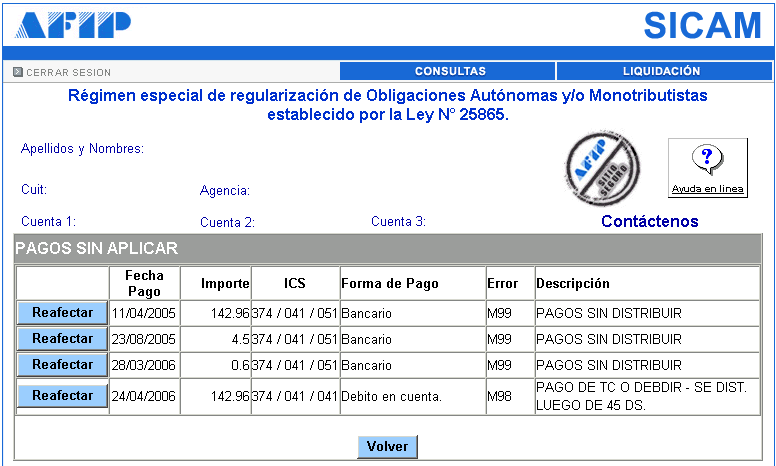 AFIP
SICAM
CERRAR SESION
CONSULTAS
LIQUIDACIÓN
Régimen especial de regularización de Obligaciones Autónomas y/o Monotributistas
establecido por la Ley N° 25865.
Apellidos y Nombres:
AFIP
SITIO
SEGURO
?
Ayuda en linea
Cuit:
Agencia:
Cuenta 1:
Cuenta 2:
Cuenta 3:
Contáctenos
PAGOS SIN APLICAR
Fecha Pago Importe ICS Forma de Pago Error Descripción
Reafectar 11/04/2005 142.96 374 / 041 / 051 Bancario M99 PAGOS SIN DISTRIBUIR
Reafectar 23/08/2005 4.5 374 / 041 / 051 Bancario M99 PAGOS SIN DISTRIBUIR
Reafectar 28/03/2006 0.6 374 / 041 / 051 Bancario M99 PAGOS SIN DISTRIBUIR
Reafectar 24/04/2006 142.96 374 / 041 / 041 Debito en cuenta. M98 PAGO DE TC O DEBDIR - SE DIST.
LUEGO DE 45 DS.
Volver